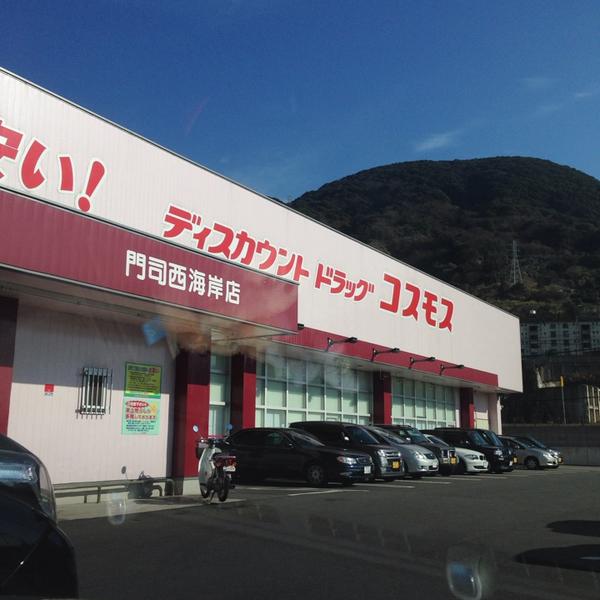 い!
ディスカウント ドラッグ コスモス
門司西海岸店